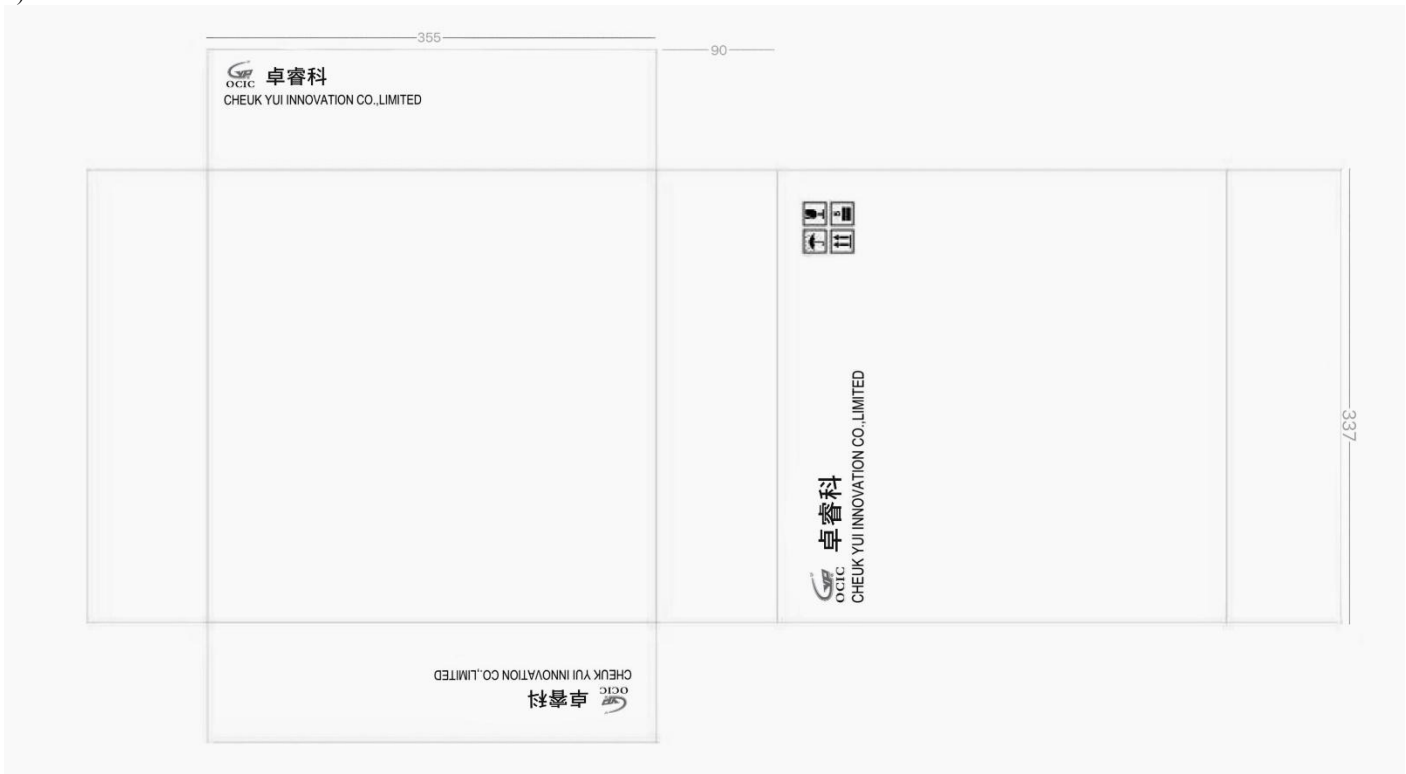 355
90
OCIC 卓睿科
CHEUK YUI INNOVATION CO.,LIMITED
337
OCIC 卓睿科
CHEUK YUI INNOVATION CO.,LIMITED
CHEUK YUI INNOVATION CO.,LIMITED
OCIC 卓睿科